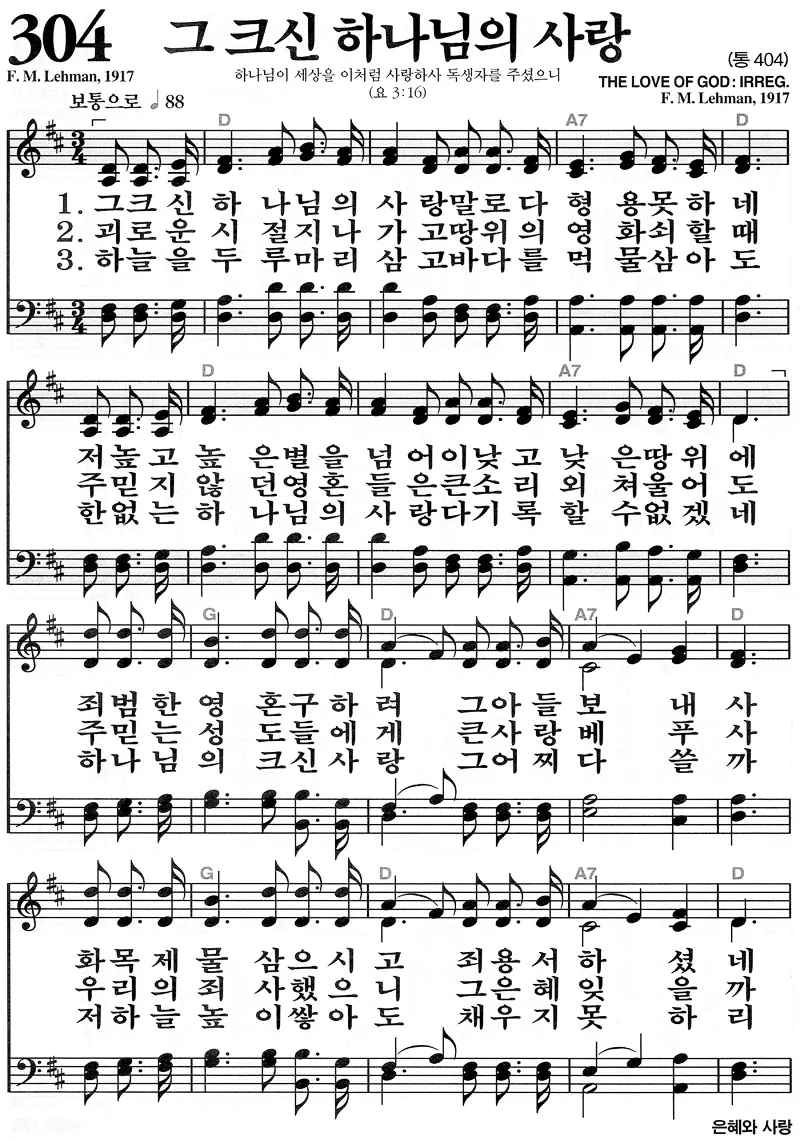 304 그 크신 하나님의 사랑
(통 404)
F. M. Lehman, 1917
하나님이 세상을 이처럼 사랑하사 독생자를 주셨으니
(요 3:16)
THE LOVE OF GOD: IRREG.
F. M. Lehman, 1917
보통으로 ♩ 88
D A7 D
3/4
1. 그크신 하 나님의 사 랑말로다 형 용못하 네
2. 괴로운 시 절지나 가 고땅위의 영 화쇠할 때
3. 하늘을 두 루마리 삼 고바다를 먹 물삼아 도
3/4
D A7 D
저높고 높 은별을 넘 어이낮고 낮 은땅위 에
주믿지 않 던영혼 들 은큰소리 외 쳐울어 도
한없는 하 나님의 사 랑다기록 할 수없겠 네
G D A7 D
죄범한 영 혼구하 려 그아들 보 내 사
주믿는 성 도들에 게 큰사랑 베 푸 사
하나님 의 크신사 랑 그어찌 다 쓸 까
G D A7 D
화목제 물 삼으시 고 죄용서 하 셨 네
우리의 죄 사했으 니 그은혜 잊 을 까
저하늘 높 이쌓아 도 채우지 못 하 리
은혜와 사랑